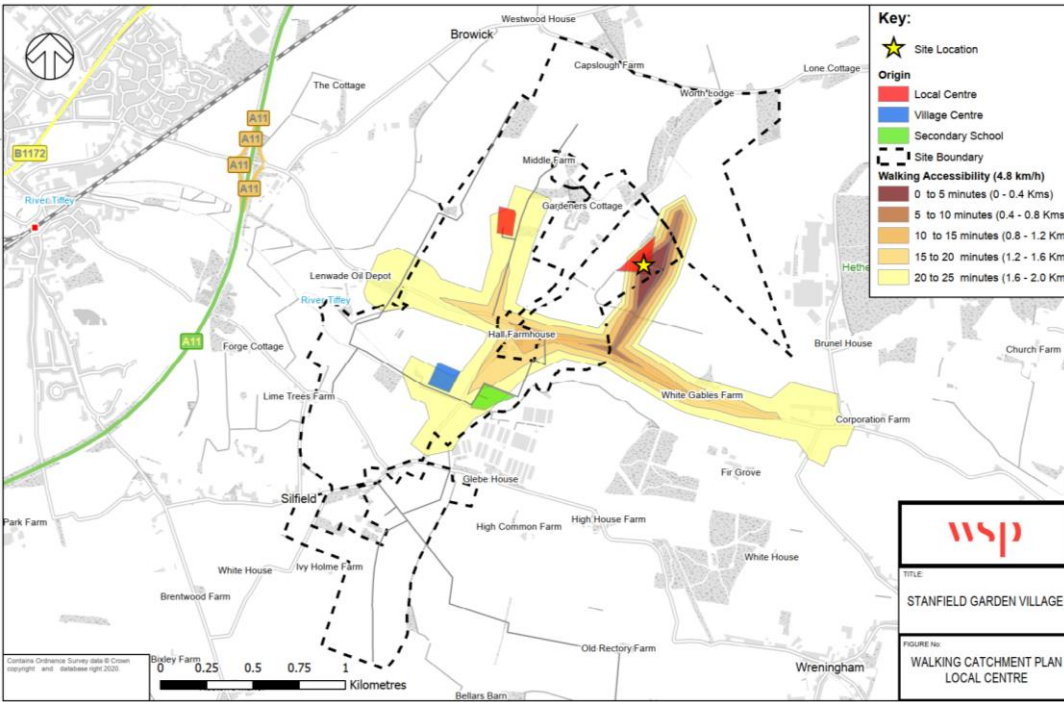 Westwood House
Browick
Capslough Farm
Lone Cottage
The Cottage
Worth Lodge
A11
A11
A11
A11
B1172
Middle Farm
River Tiffey
Gardeners Cottage
Lenwade Oil Depot
River Tiffey
Hethe
Hall Farmhouse
A11
Forge Cottage
Brunel House
Church Farm
Lime Trees Farm
White Gables Farm
Corporation Farm
Fir Grove
Glebe House
Silfield
Park Farm
High Common Farm
High House Farm
White House
White House
Ivy Holme Farm
Brentwood Farm
Old Rectory Farm
Bixley Farm
Wreningham
Bellars Barn
Key:
Site Location
Origin
Local Centre
Village Centre
Secondary School
Site Boundary
Walking Accessibility (4.8 km/h)
0 to 5 minutes (0 - 0.4 Kms)
5 to 10 minutes (0.4 - 0.8 Kms)
10 to 15 minutes (0.8 - 1.2 Km
15 to 20 minutes (1.2 - 1.6 Km
20 to 25 minutes (1.6 - 2.0 Km
wsp
TITLE:
STANFIELD GARDEN VILLAGE
FIGURE No:
WALKING CATCHMENT PLAN
LOCAL CENTRE
Contains Ordnance Survey data © Crown
copyright and database right 2020.
0 0.25 0.5 0.75 1
Kilometres